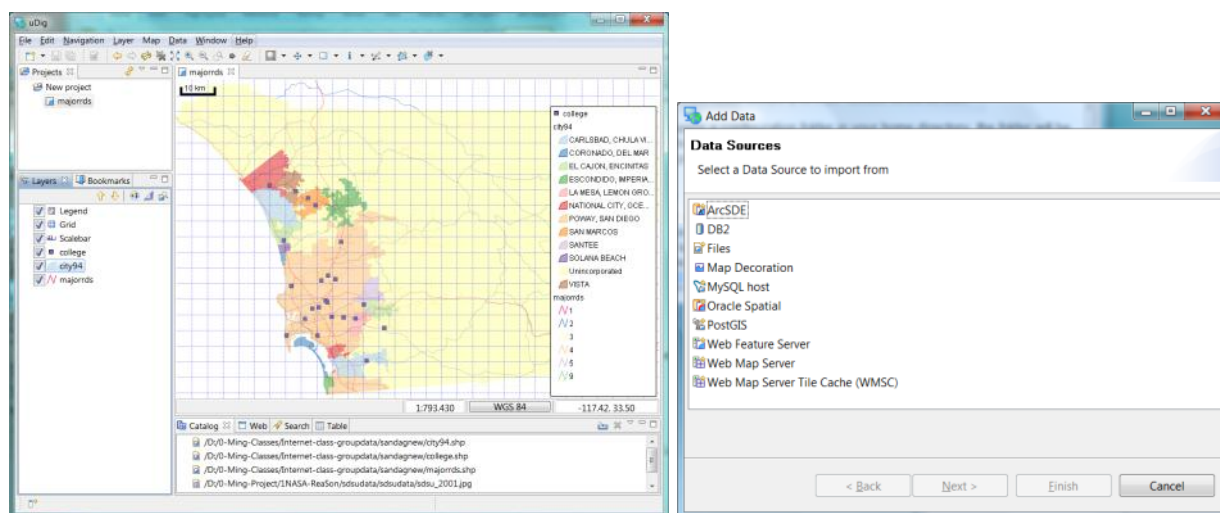 uDig
File Edit Navigation Layer Map Data Window Help
Projects
New project
majorrds
Layers Bookmarks
Legend
Grid
Scalebar
college
city94
majorrds
majorrds
10 km
college
city94
CARLSBAD, CHULA VI...
CORONADO, DEL MAR
EL CAJON, ENCINITAS
ESCONDIDO, IMPERIA...
LA MESA, LEMON GRO...
NATIONAL CITY, OCE...
POWAY, SAN DIEGO
SAN MARCOS
SANTEE
SOLANA BEACH
Unincorporated
VISTA
majorrds
1
2
3
4
5
9
1:793.430 WGS 84 -117.42, 33.50
Catalog Web Search Table
/D:/0-Ming-Classes/Internet-class-groupdata/sandagnew/city94.shp
/D:/0-Ming-Classes/Internet-class-groupdata/sandagnew/college.shp
/D:/0-Ming-Classes/Internet-class-groupdata/sandagnew/majorrds.shp
/D:/0-Ming-Project/1NASA-ReaSon/sdsudata/sdsudata/sdsu_2001.jpg
Add Data
Data Sources
Select a Data Source to import from
ArcSDE
DB2
Files
Map Decoration
MySQL host
Oracle Spatial
PostGIS
Web Feature Server
Web Map Server
Web Map Server Tile Cache (WMSC)
< Back Next > Finish Cancel